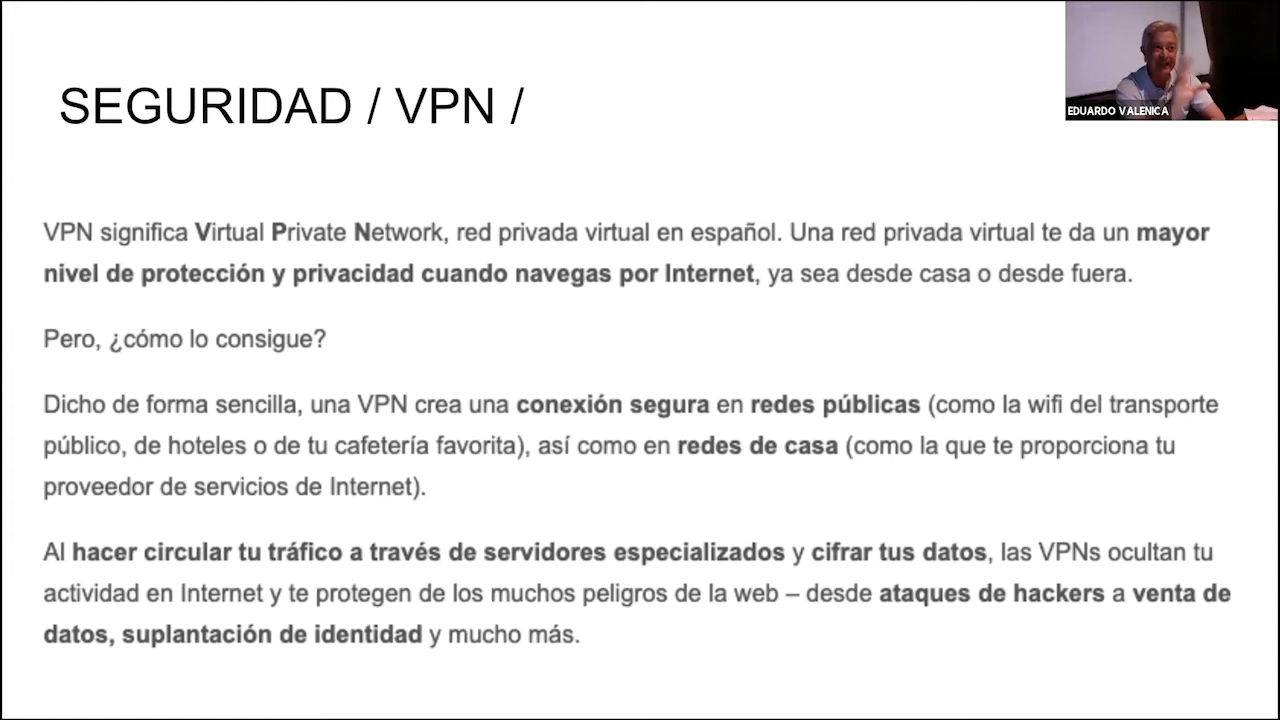 SEGURIDAD / VPN /
EDUARDO VALENICA
VPN significa Virtual Private Network, red privada virtual en español. Una red privada virtual te da un mayor
nivel de protección y privacidad cuando navegas por Internet, ya sea desde casa o desde fuera.
Pero, ¿cómo lo consigue?
Dicho de forma sencilla, una VPN crea una conexión segura en redes públicas (como la wifi del transporte
público, de hoteles o de tu cafetería favorita), así como en redes de casa (como la que te proporciona tu
proveedor de servicios de Internet).
Al hacer circular tu tráfico a través de servidores especializados y cifrar tus datos, las VPNs ocultan tu
actividad en Internet y te protegen de los muchos peligros de la web – desde ataques de hackers a venta de
datos, suplantación de identidad y mucho más.